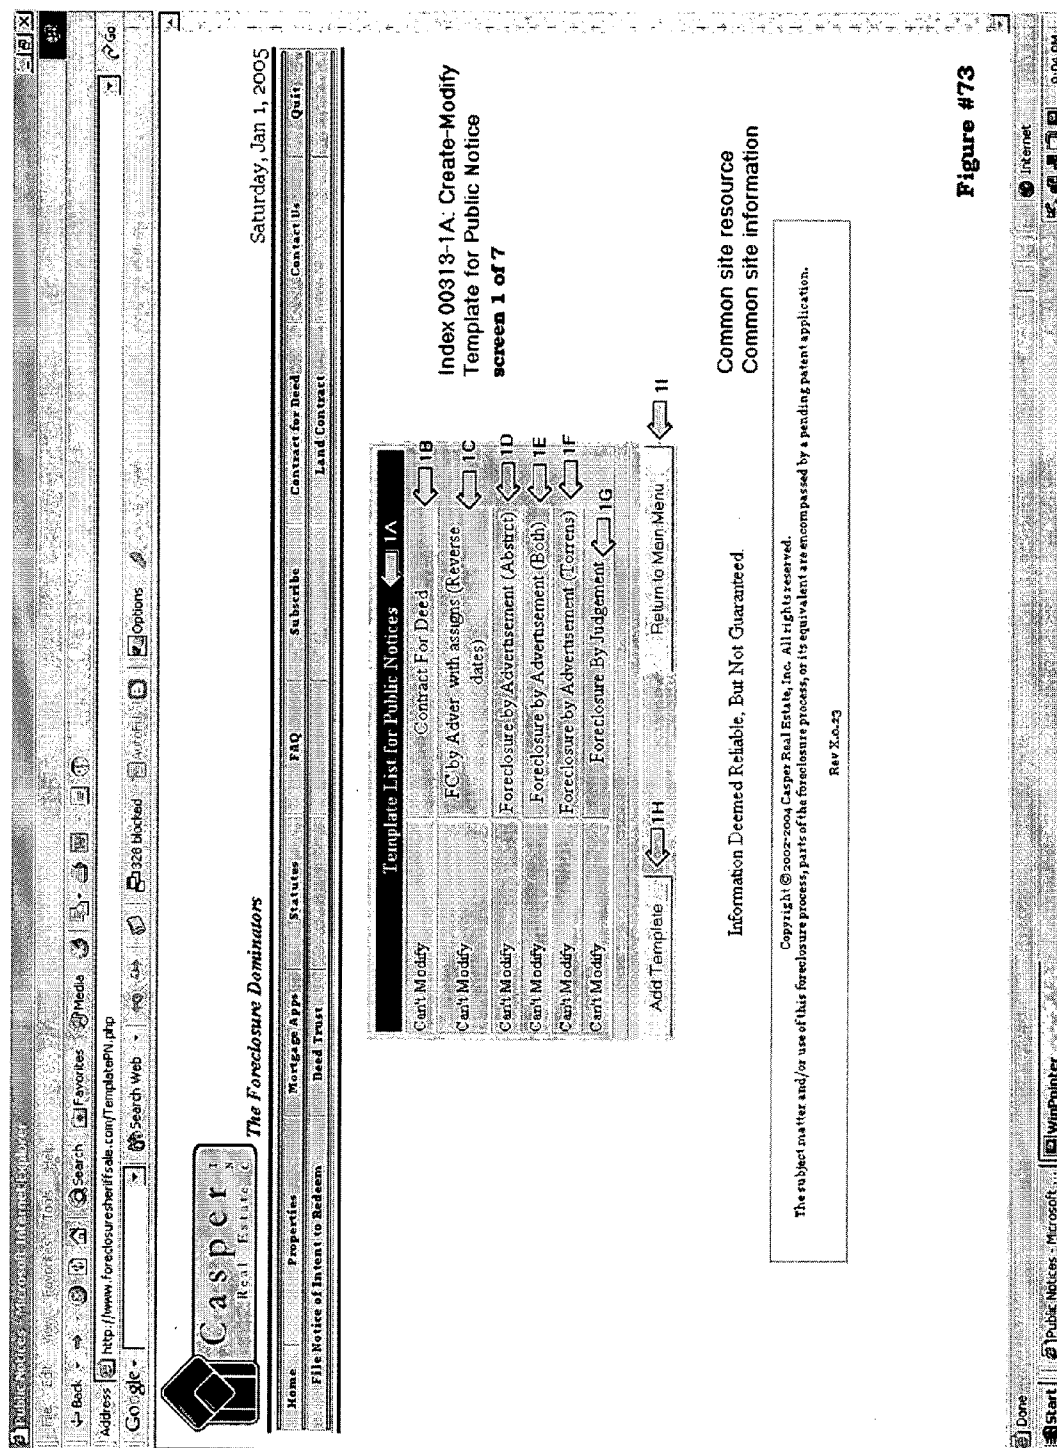 Public Notices - Microsoft Internet Explorer
File Edit View Favorites Tools Help
Back Search Favorites Media
Address http://www.foreclosuresheriffsale.com/TemplatePN.php Go
Google Search Web 328 blocked AutoFill Options
Casper INC
Real Estate
The Foreclosure Dominators
Saturday, Jan 1, 2005
Home Properties Mortgage Apps Statutes FAQ Subscribe Contract for Deed Contact Us Quit
File Notice of Intent to Redeem Deed Trust Land Contract
Template List for Public Notices 1A
Can't Modify Contract For Deed 1B
Can't Modify FC by Adver with assigns (Reverse dates) 1C
Can't Modify Foreclosure by Advertisement (Abstrct) 1D
Can't Modify Foreclosure by Advertisement (Both) 1E
Can't Modify Foreclosure by Advertisement (Torrens) 1F
Can't Modify Foreclosure By Judgement 1G
Add Template 1H Return to Main Menu 1I
Index 00313-1A: Create-Modify
Template for Public Notice
screen 1 of 7
Information Deemed Reliable, But Not Guaranteed.
Common site resource
Common site information
Copyright ©2002-2004 Casper Real Estate, Inc. All rights reserved.
The subject matter and/or use of this foreclosure process, parts of the foreclosure process, or its equivalent are encompassed by a pending patent application.
Rev X.0.23
Figure #73
Done Internet
Start Public Notices - Microsoft... WinPointer 9:04 PM